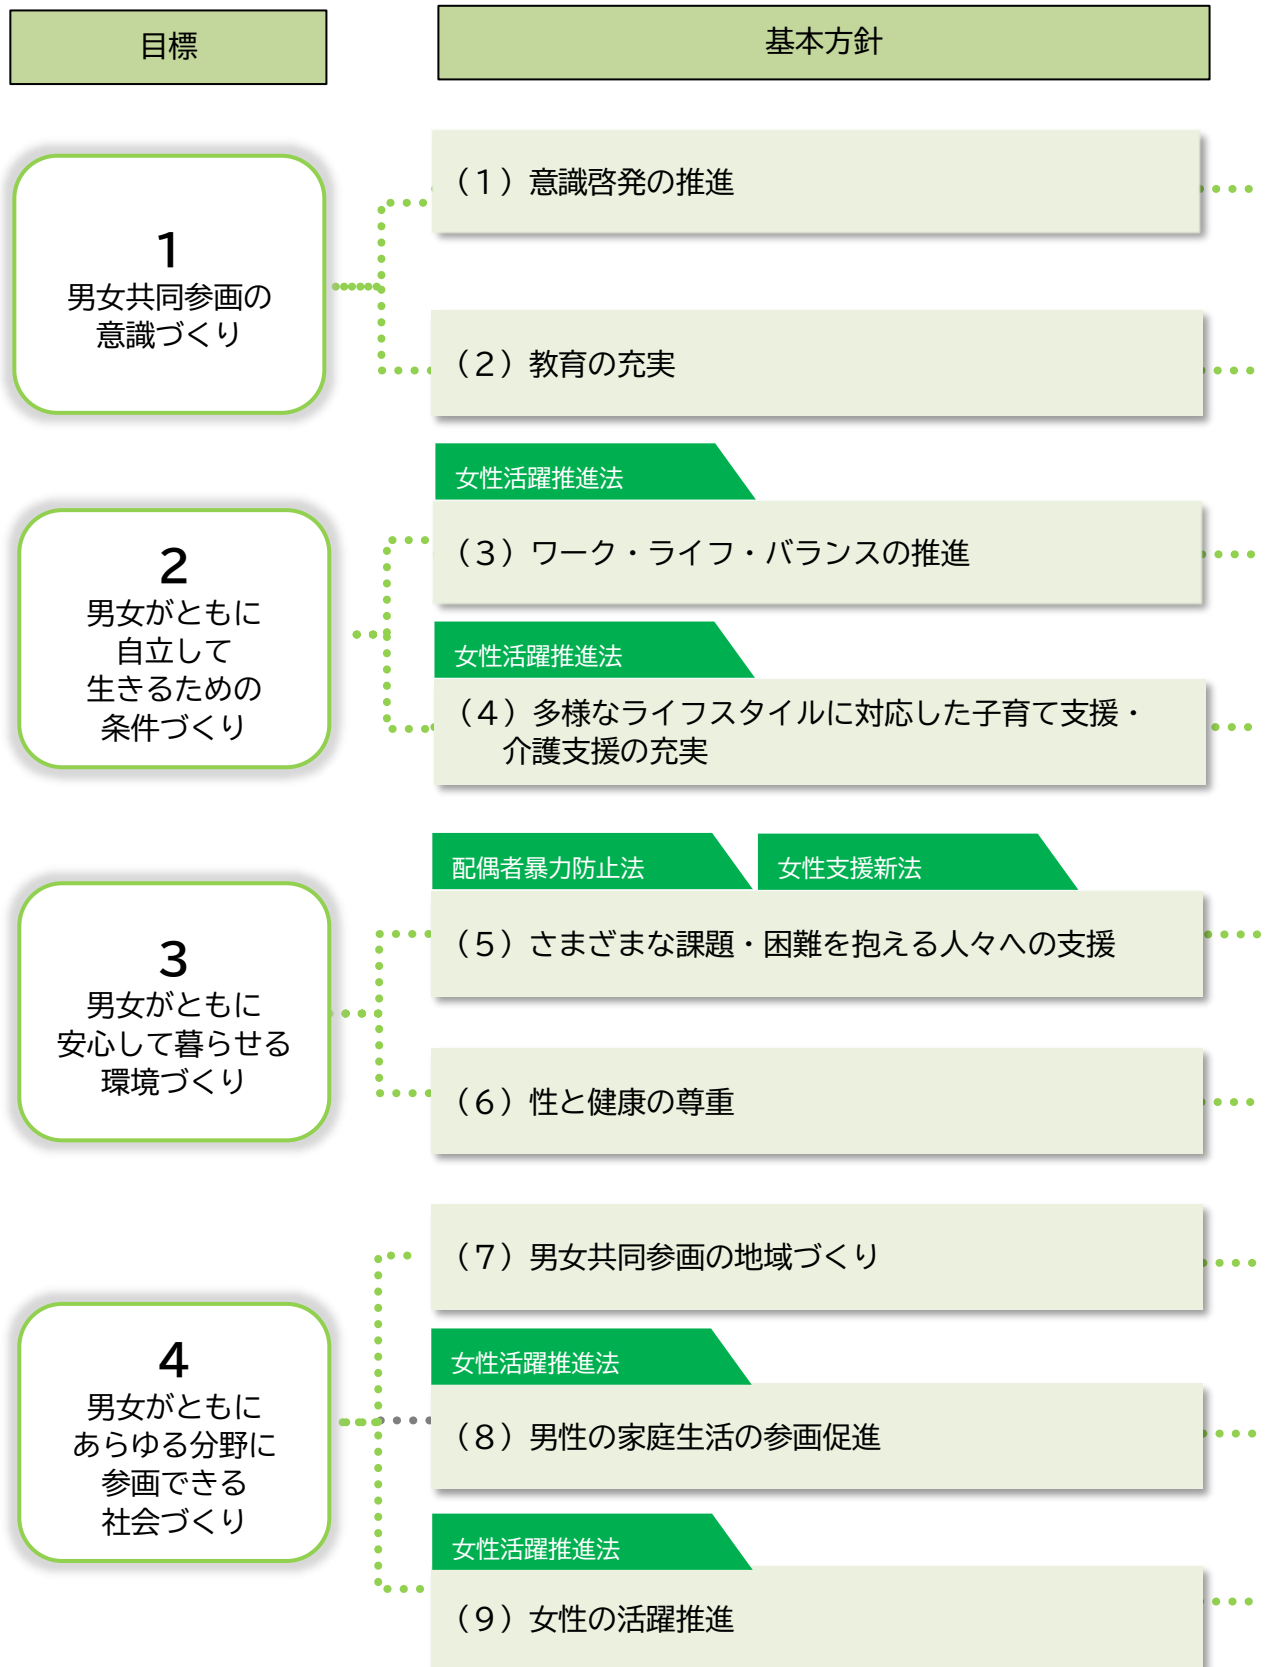 目標
基本方針
1
男女共同参画の
意識づくり
（1）意識啓発の推進
（2）教育の充実
2
男女がともに
自立して
生きるための
条件づくり
女性活躍推進法
（3）ワーク・ライフ・バランスの推進
女性活躍推進法
（4）多様なライフスタイルに対応した子育て支援・
介護支援の充実
3
男女がともに
安心して暮らせる
環境づくり
配偶者暴力防止法
女性支援新法
（5）さまざまな課題・困難を抱える人々への支援
（6）性と健康の尊重
4
男女がともに
あらゆる分野に
参画できる
社会づくり
（7）男女共同参画の地域づくり
女性活躍推進法
（8）男性の家庭生活の参画促進
女性活躍推進法
（9）女性の活躍推進